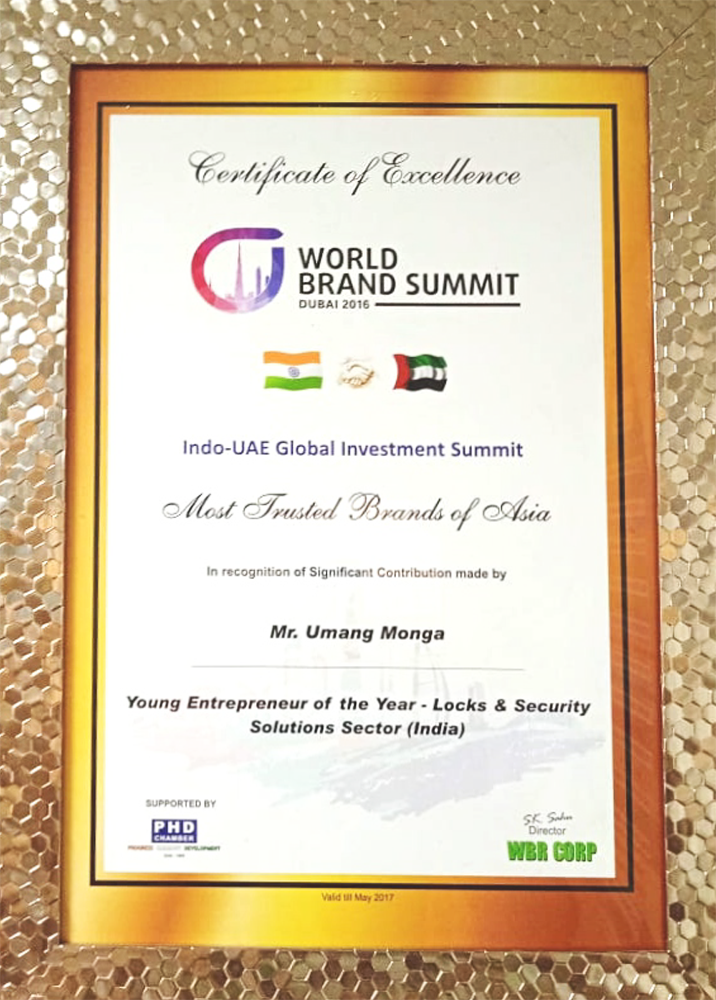 Certificate of Excellence
WORLD
BRAND SUMMIT
DUBAI 2016
Indo-UAE Global Investment Summit
Most Trusted Brands of Asia
In recognition of Significant Contribution made by
Mr. Umang Monga
Young Entrepreneur of the Year - Locks & Security
Solutions Sector (India)
SUPPORTED BY
PHD
CHAMBER
DEVELOPMENT
S.K. Sahu
Director
WBR CORP
Valid till May 2017